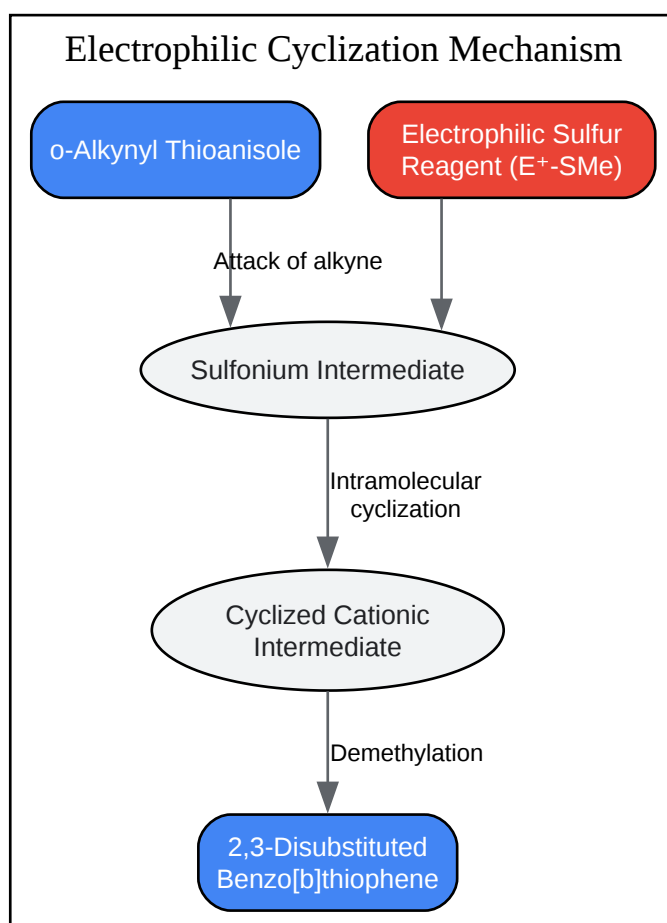 Electrophilic Cyclization Mechanism
o-Alkynyl Thioanisole
Electrophilic Sulfur
Reagent (E⁺-SMe)
Attack of alkyne
Sulfonium Intermediate
Intramolecular
cyclization
Cyclized Cationic
Intermediate
Demethylation
2,3-Disubstituted
Benzo[b]thiophene